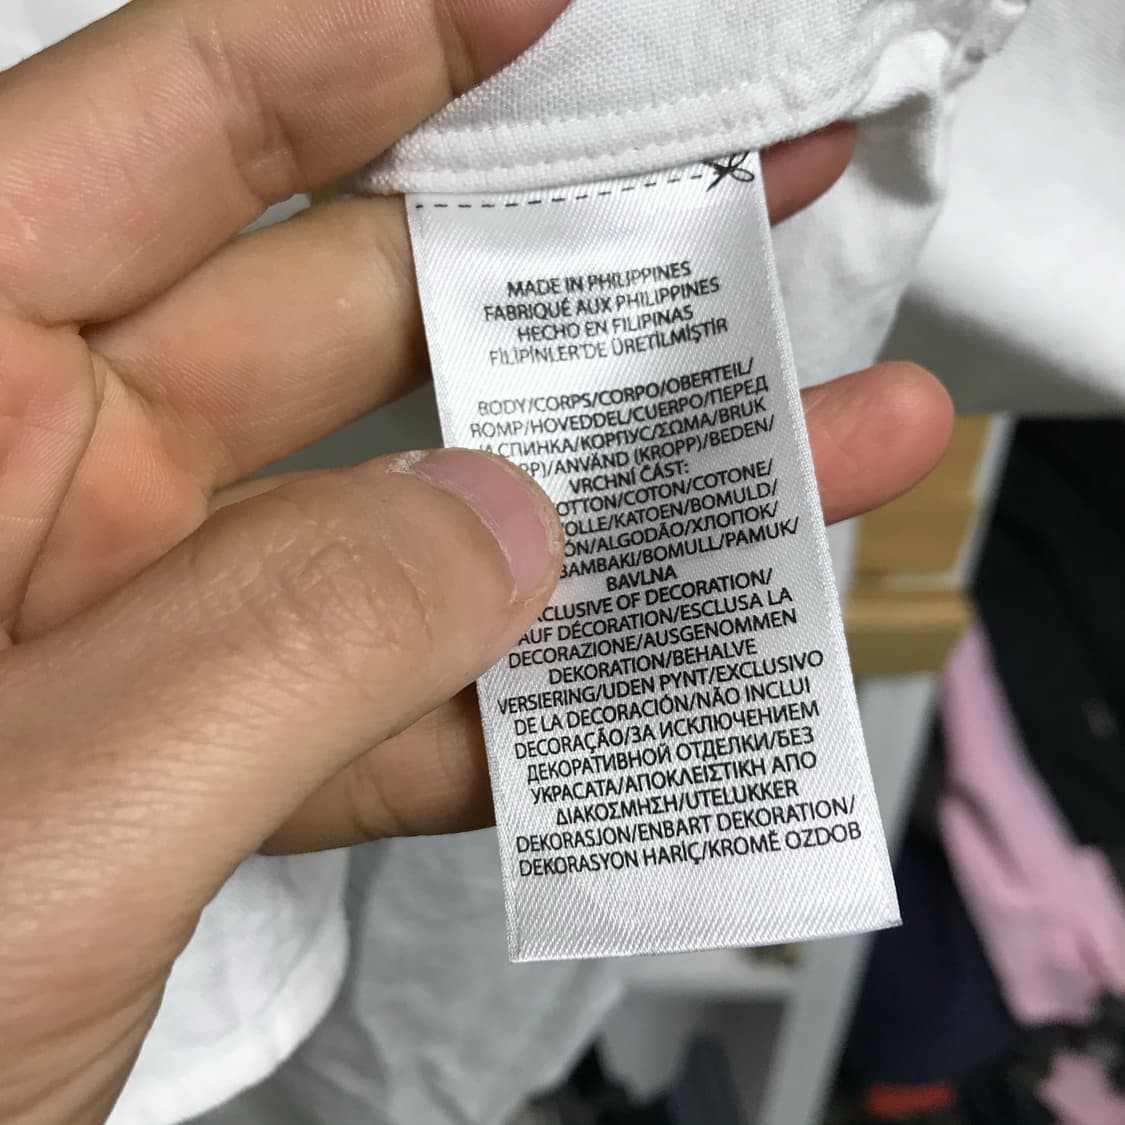 MADE IN PHILIPPINES
FABRIQUÉ AUX PHILIPPINES
HECHO EN FILIPINAS
FİLİPİNLER'DE ÜRETİLMİŞTİR
BODY/CORPS/CORPO/OBERTEIL/
ROMP/HOVEDDEL/CUERPO/ПЕРЕД
СПИНКА/КОРПУС/ΣΩΜΑ/BRUK
/ANVÄND (KROPP)/BEDEN/
VRCHNÍ ČÁST:
/COTON/COTONE/
/KATOEN/BOMULD/
/ALGODÃO/ХЛОПОК/
/BOMULL/PAMUK/
BAVLNA
OF DECORATION/
DÉCORATION/ESCLUSA LA
DECORAZIONE/AUSGENOMMEN
DEKORATION/BEHALVE
VERSIERING/UDEN PYNT/EXCLUSIVO
DE LA DECORACIÓN/NÃO INCLUI
DECORAÇÃO/ЗА ИСКЛЮЧЕНИЕМ
ДЕКОРАТИВНОЙ ОТДЕЛКИ/БЕЗ
УКРАСАТА/ΑΠΟΚΛΕΙΣΤΙΚΗ ΑΠΟ
ΔΙΑΚΟΣΜΗΣΗ/UTELUKKER
DEKORASJON/ENBART DEKORATION/
DEKORASYON HARİÇ/KROMĚ OZDOB